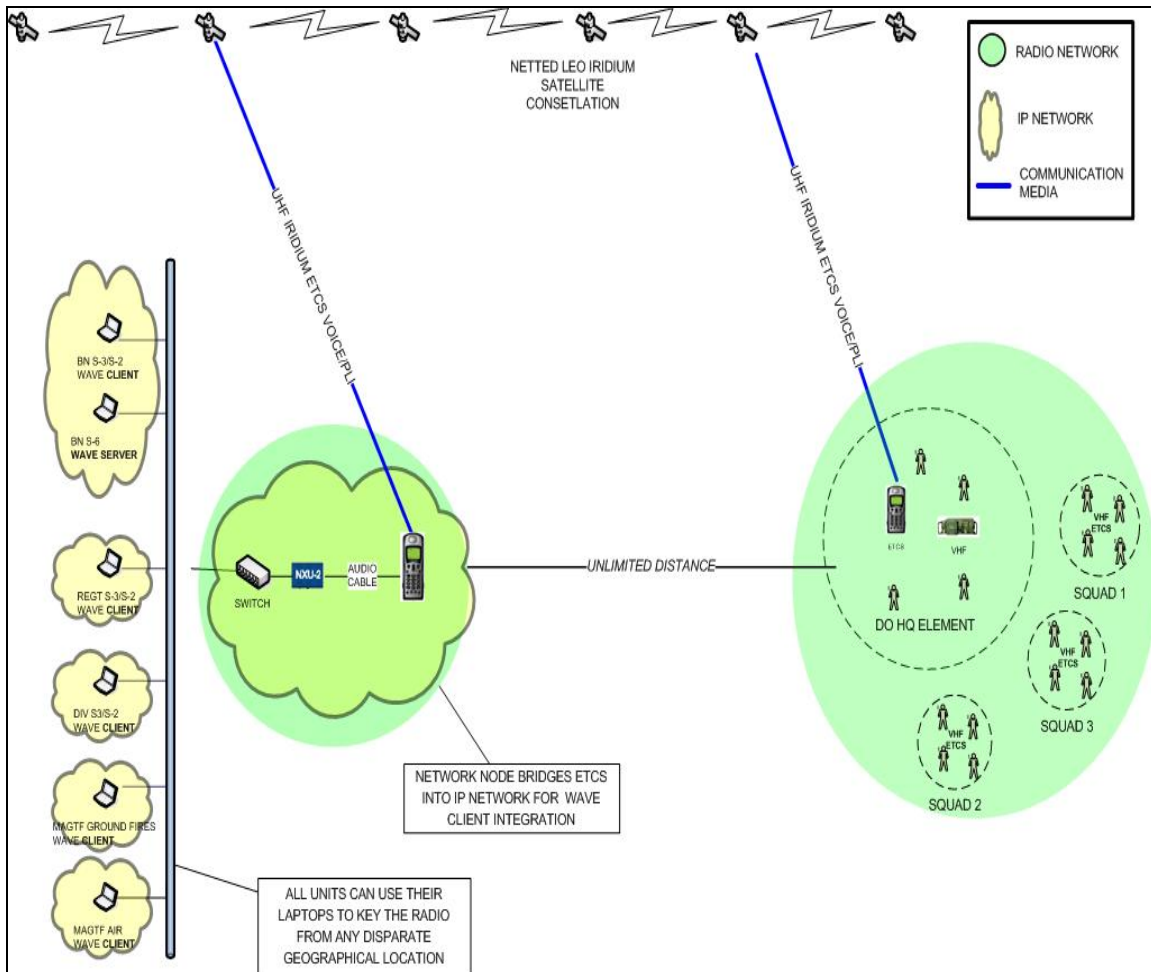 NETTED LEO IRIDIUM
SATELLITE
CONSETLATION
RADIO NETWORK
IP NETWORK
COMMUNICATION
MEDIA
UHF IRIDIUM ETCS VOICE/PLI
UHF IRIDIUM ETCS VOICE/PLI
BN S-3/S-2
WAVE CLIENT
BN S-6
WAVE SERVER
REGT S-3/S-2
WAVE CLIENT
DIV S3/S-2
WAVE CLIENT
MAGTF GROUND FIRES
WAVE CLIENT
MAGTF AIR
WAVE CLIENT
SWITCH
NXU-2
AUDIO
CABLE
UNLIMITED DISTANCE
ETCS
VHF
DO HQ ELEMENT
VHF
ETCS
SQUAD 1
VHF
ETCS
SQUAD 3
VHF
ETCS
SQUAD 2
NETWORK NODE BRIDGES ETCS
INTO IP NETWORK FOR WAVE
CLIENT INTEGRATION
ALL UNITS CAN USE THEIR
LAPTOPS TO KEY THE RADIO
FROM ANY DISPARATE
GEOGRAPHICAL LOCATION